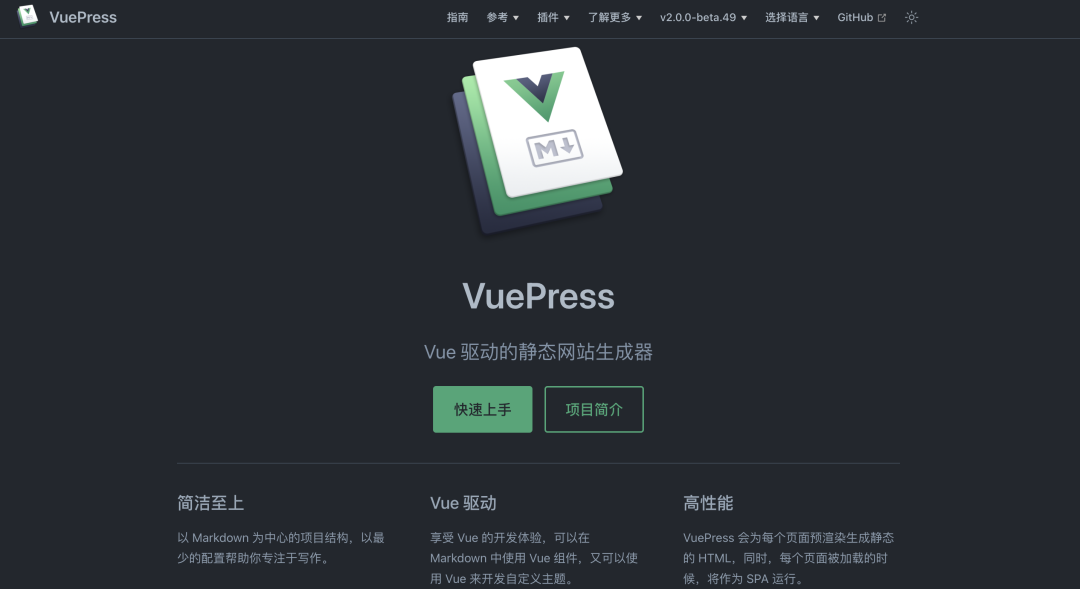 VuePress
指南 参考 插件 了解更多 v2.0.0-beta.49 选择语言 GitHub
M
VuePress
Vue 驱动的静态网站生成器
快速上手 项目简介
简洁至上
以 Markdown 为中心的项目结构，以最
少的配置帮助你专注于写作。
Vue 驱动
享受 Vue 的开发体验，可以在
Markdown 中使用 Vue 组件，又可以使
用 Vue 来开发自定义主题。
高性能
VuePress 会为每个页面预渲染生成静态
的 HTML，同时，每个页面被加载的时
候，将作为 SPA 运行。